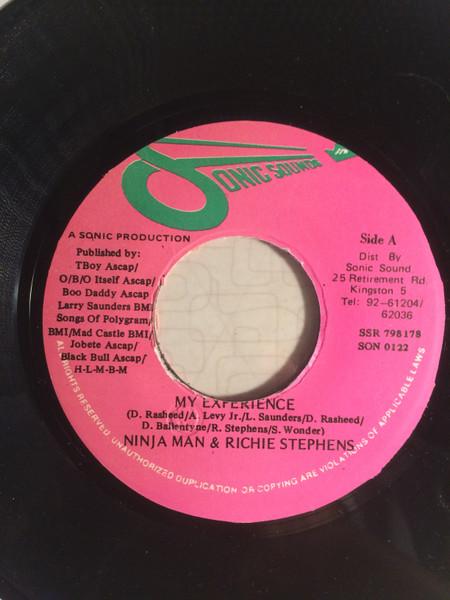 SONIC SOUNDS
A SONIC PRODUCTION
Published by:
TBoy Ascap/
O/B/O Itself Ascap/
Boo Daddy Ascap
Larry Saunders BMI
Songs Of Polygram/
BMI/Mad Castle BMI/
Jobete Ascap/
Black Bull Ascap/
H-L-M-B-M
Side A
Dist By
Sonic Sound
25 Retirement Rd.
Kingston 5
Tel: 92-61204/
62036
SSR 798178
SON 0122
MY EXPERIENCE
(D. Rasheed/A. Levy Jr./L. Saunders/D. Rasheed/
D. Ballentyne/R. Stephens/S. Wonder)
NINJA MAN & RICHIE STEPHENS
ALL RIGHTS RESERVED. UNAUTHORIZED DUPLICATION OR COPYING ARE VIOLATIONS OF APPLICABLE LAWS